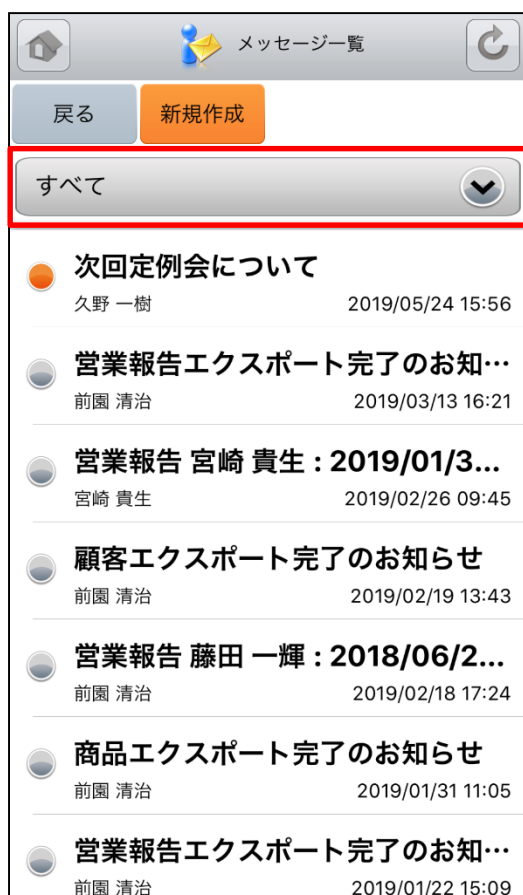 メッセージ一覧
戻る 新規作成
すべて
次回定例会について
久野 一樹 2019/05/24 15:56
営業報告エクスポート完了のお知…
前園 清治 2019/03/13 16:21
営業報告 宮崎 貴生 : 2019/01/3...
宮崎 貴生 2019/02/26 09:45
顧客エクスポート完了のお知らせ
前園 清治 2019/02/19 13:43
営業報告 藤田 一輝 : 2018/06/2...
前園 清治 2019/02/18 17:24
商品エクスポート完了のお知らせ
前園 清治 2019/01/31 11:05
営業報告エクスポート完了のお知…
前園 清治 2019/01/22 15:09